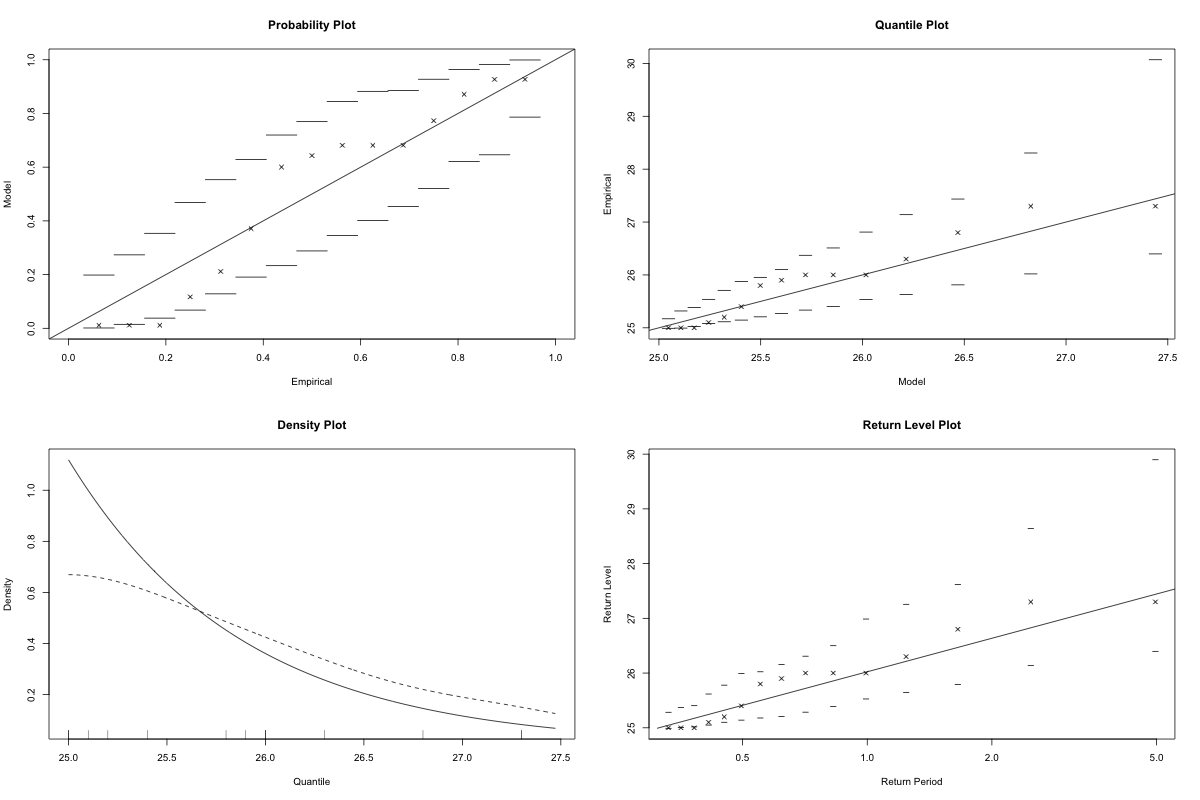 Probability Plot
Model
1.0
0.8
0.6
0.4
0.2
0.0
0.0 0.2 0.4 0.6 0.8 1.0
Empirical
Quantile Plot
Empirical
30
29
28
27
26
25
25.0 25.5 26.0 26.5 27.0 27.5
Model
Density Plot
Density
1.0
0.8
0.6
0.4
0.2
25.0 25.5 26.0 26.5 27.0 27.5
Quantile
Return Level Plot
Return Level
30
29
28
27
26
25
0.5 1.0 2.0 5.0
Return Period